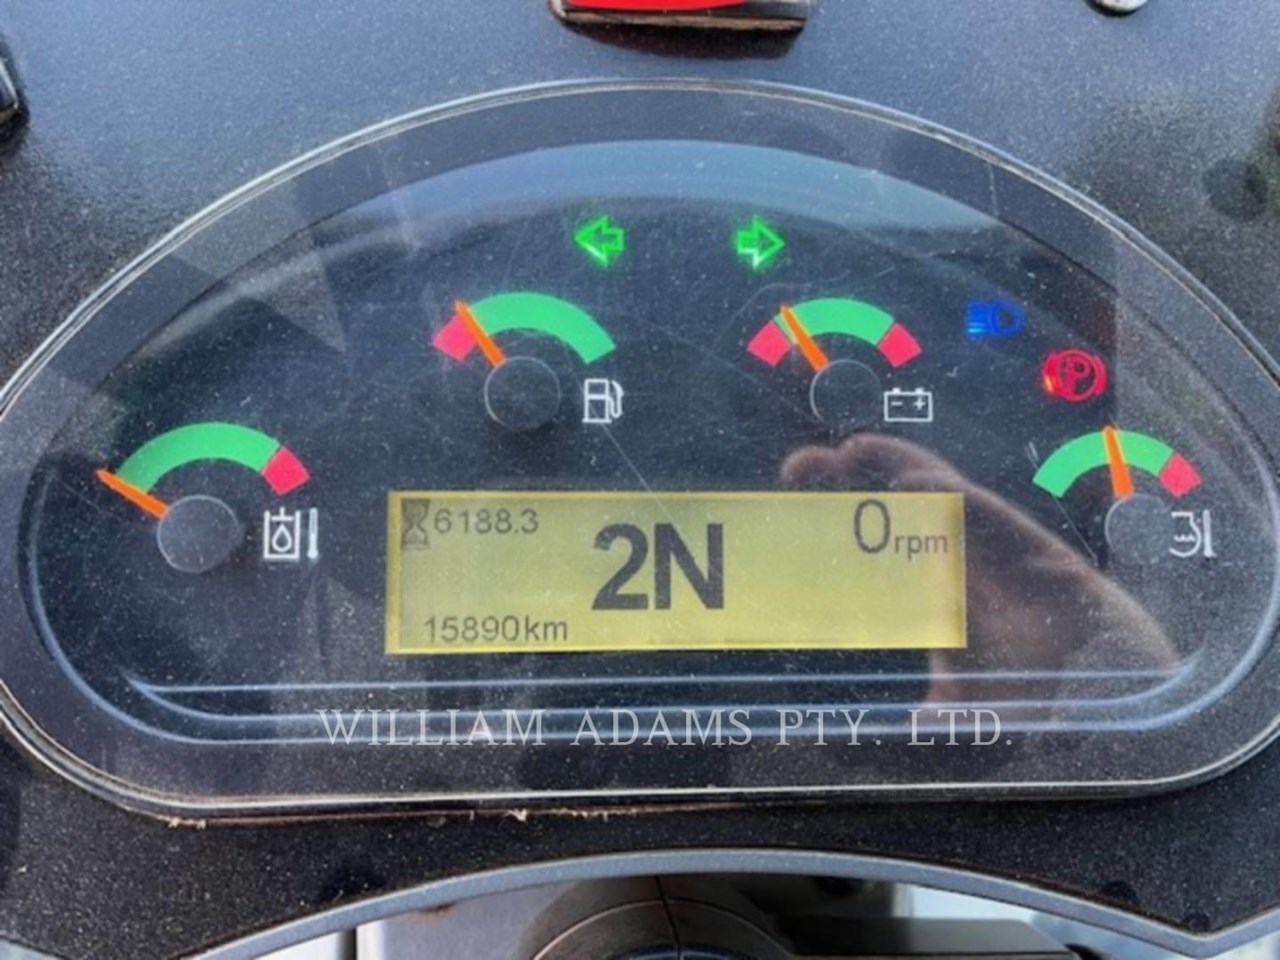 6188.3
2N
0rpm
15890km
P
WILLIAM ADAMS PTY. LTD.